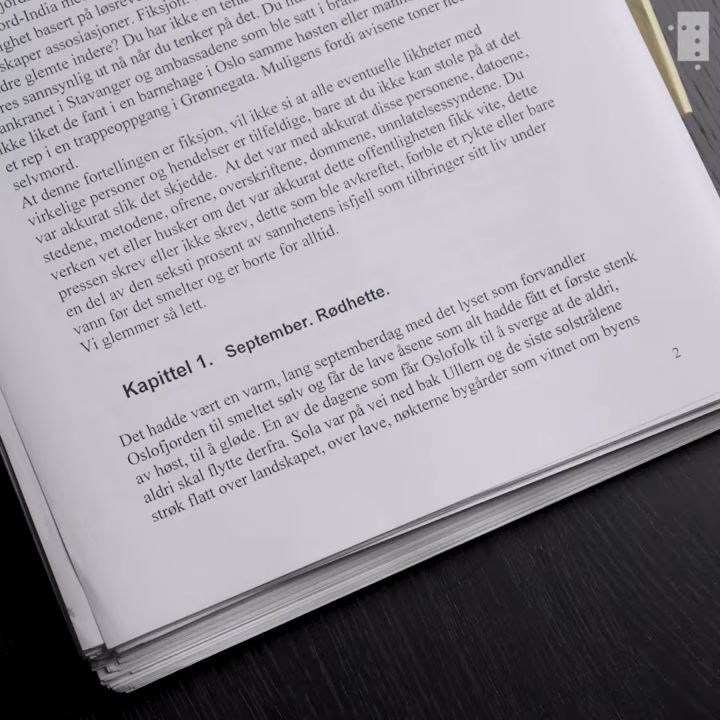 ord-India me
ighet basert på løsrev
skaper assosiasjoner. Fiksjon.
dre glemte indere? Du har ikke en tenk
res sannsynlig ut nå når du tenker på det. Du ha
ankranet i Stavanger og ambassadene som ble satt i bran
kke liket de fant i en barnehage i Oslo samme høsten eller mann
et rep i en trappeoppgang i Grønnegata. Muligens fordi avisene toner ned
selvmord.
At denne fortellingen er fiksjon, vil ikke si at alle eventuelle likheter med
virkelige personer og hendelser er tilfeldige, bare at du ikke kan stole på at det
var akkurat slik det skjedde. At det var med akkurat disse personene, datoene,
stedene, metodene, ofrene, overskriftene, dommene, unnlatelsessyndene. Du
verken vet eller husker om det var akkurat dette offentligheten fikk vite, dette
pressen skrev eller ikke skrev, dette som ble avkreftet, forble et rykte eller bare
en del av den seksti prosent av sannhetens isfjell som tilbringer sitt liv under
vann før det smelter og er borte for alltid.
Vi glemmer så lett.
Kapittel 1. September. Rødhette.
Det hadde vært en varm, lang septemberdag med det lyset som forvandler
Oslofjorden til smeltet sølv og får de lave åsene som alt hadde fått et første stenk
av høst, til å gløde. En av de dagene som får Oslofolk til å sverge at de aldri,
aldri skal flytte derfra. Sola var på vei ned bak Ullern og de siste solstrålene
strøk flatt over landskapet, over lave, nøkterne bygårder som vitnet om byens
2